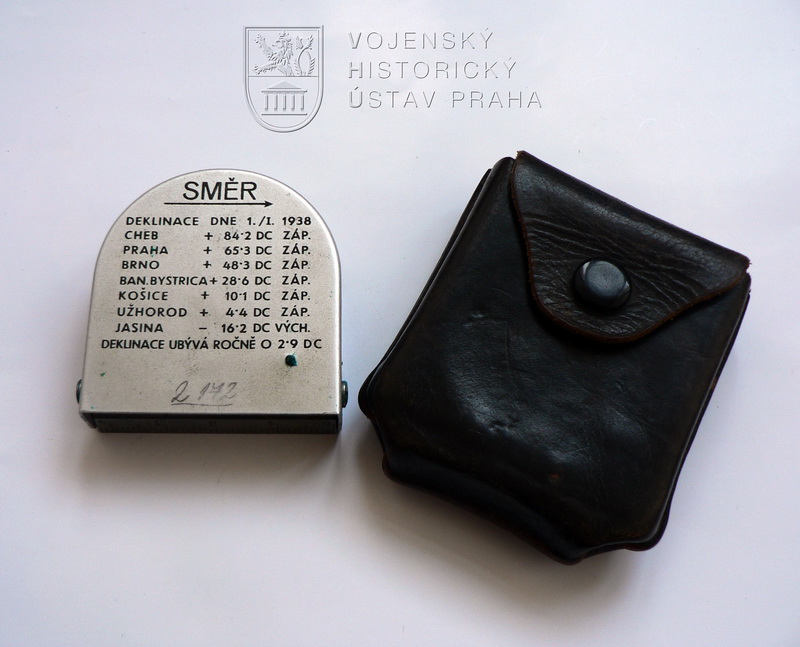 VOJENSKÝ
HISTORICKÝ
ÚSTAV PRAHA
SMĚR
DEKLINACE DNE 1./I. 1938
CHEB + 84·2 DC ZÁP.
PRAHA + 65·3 DC ZÁP.
BRNO + 48·3 DC ZÁP.
BAN.BYSTRICA + 28·6 DC ZÁP.
KOŠICE + 10·1 DC ZÁP.
UŽHOROD + 4·4 DC ZÁP.
JASINA – 16·2 DC VÝCH.
DEKLINACE UBÝVÁ ROČNĚ O 2·9 DC
2 172